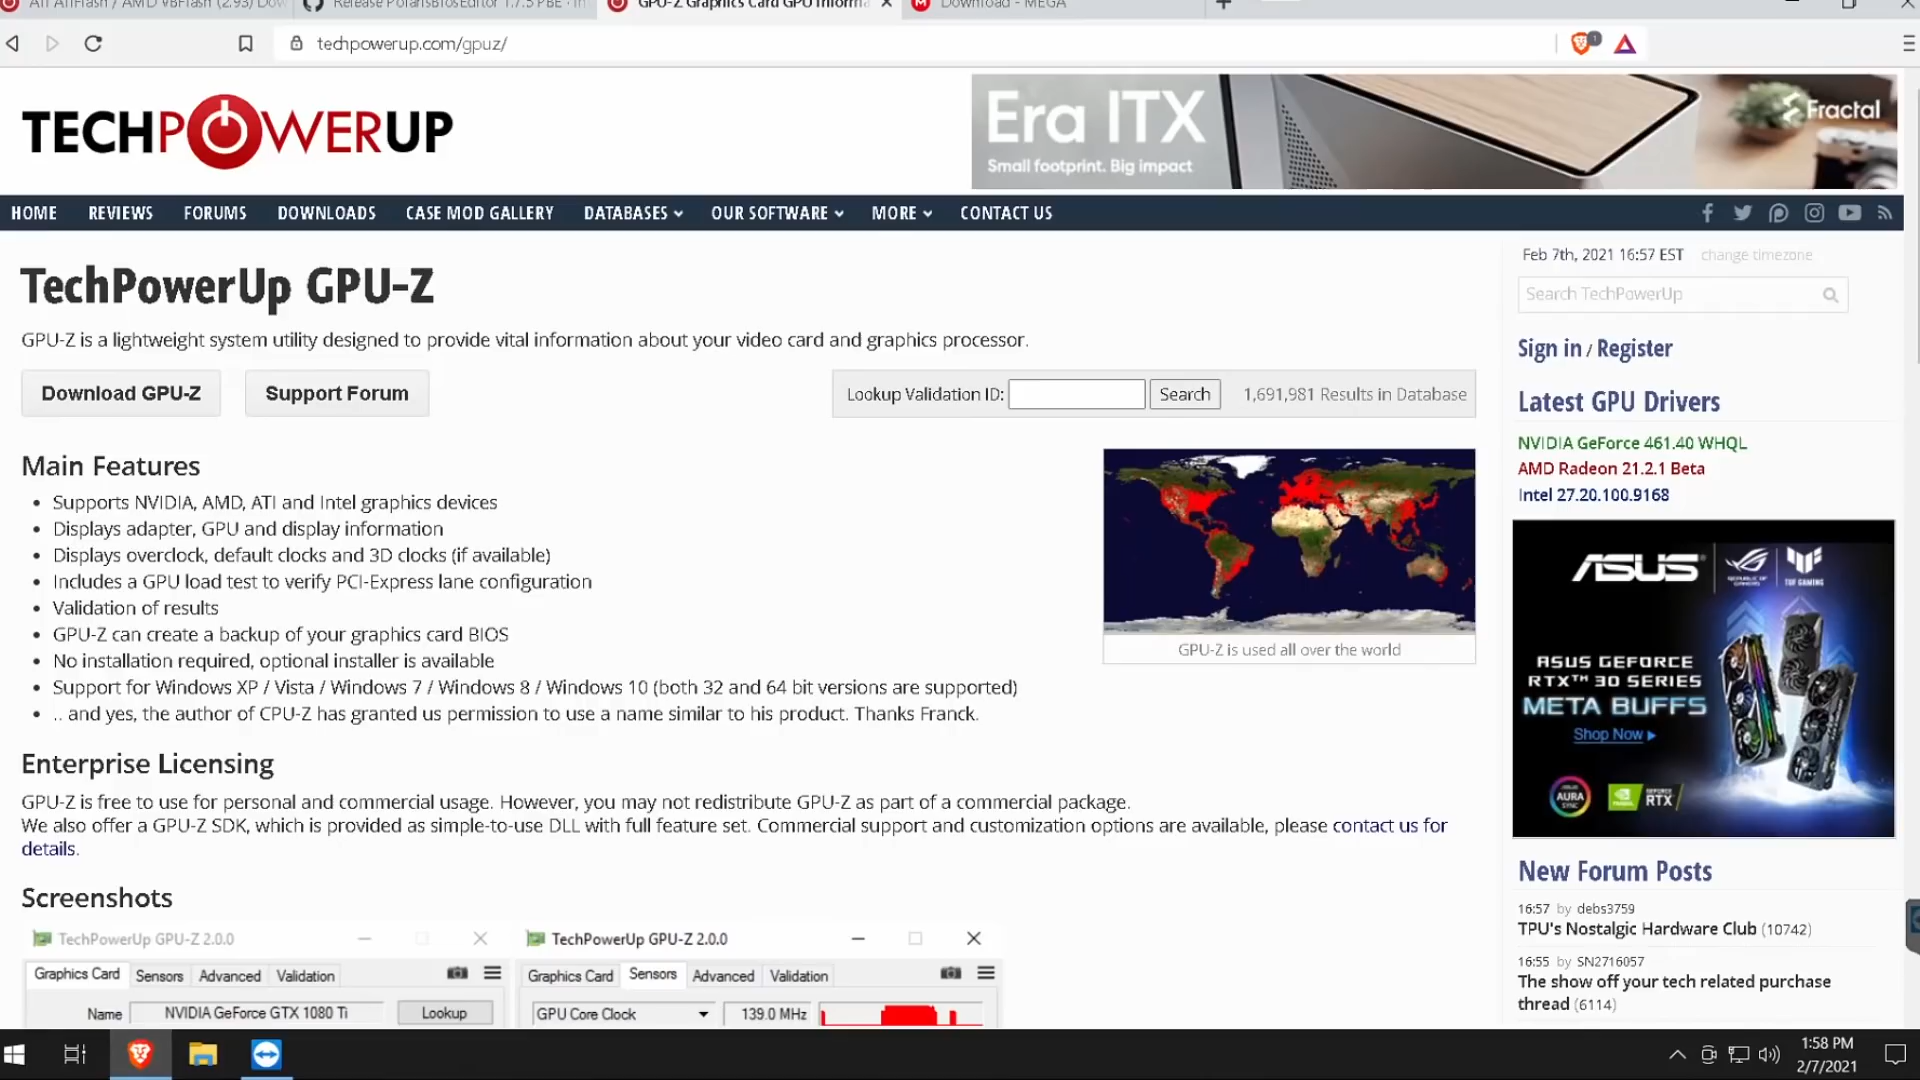 ATI ATIFlash / AMD VBFlash (2.93) Dow
Release PolarisBiosEditor 1.7.5 PBE · 
GPU-Z Graphics Card GPU Informa
Download - MEGA
techpowerup.com/gpuz/
1
TECHPOWERUP
Era ITX
Small footprint. Big impact
Fractal
HOME REVIEWS FORUMS DOWNLOADS CASE MOD GALLERY DATABASES OUR SOFTWARE MORE CONTACT US
TechPowerUp GPU-Z
GPU-Z is a lightweight system utility designed to provide vital information about your video card and graphics processor.
Download GPU-Z Support Forum
Lookup Validation ID: Search 1,691,981 Results in Database
Main Features
• Supports NVIDIA, AMD, ATI and Intel graphics devices
• Displays adapter, GPU and display information
• Displays overclock, default clocks and 3D clocks (if available)
• Includes a GPU load test to verify PCI-Express lane configuration
• Validation of results
• GPU-Z can create a backup of your graphics card BIOS
• No installation required, optional installer is available
• Support for Windows XP / Vista / Windows 7 / Windows 8 / Windows 10 (both 32 and 64 bit versions are supported)
• .. and yes, the author of CPU-Z has granted us permission to use a name similar to his product. Thanks Franck.
GPU-Z is used all over the world
Enterprise Licensing
GPU-Z is free to use for personal and commercial usage. However, you may not redistribute GPU-Z as part of a commercial package.
We also offer a GPU-Z SDK, which is provided as simple-to-use DLL with full feature set. Commercial support and customization options are available, please contact us for
details.
Screenshots
TechPowerUp GPU-Z 2.0.0
Graphics Card Sensors Advanced Validation
Name NVIDIA GeForce GTX 1080 Ti Lookup
TechPowerUp GPU-Z 2.0.0
Graphics Card Sensors Advanced Validation
GPU Core Clock 139.0 MHz
Feb 7th, 2021 16:57 EST change timezone
Search TechPowerUp
Sign in / Register
Latest GPU Drivers
NVIDIA GeForce 461.40 WHQL
AMD Radeon 21.2.1 Beta
Intel 27.20.100.9168
ASUS
REPUBLIC OF GAMERS
TUF GAMING
ASUS GEFORCE
RTX™ 30 SERIES
META BUFFS
Shop Now
AURA
SYNC
GEFORCE
RTX
New Forum Posts
16:57 by debs3759
TPU's Nostalgic Hardware Club (10742)
16:55 by SN2716057
The show off your tech related purchase
thread (6114)
1:58 PM
2/7/2021